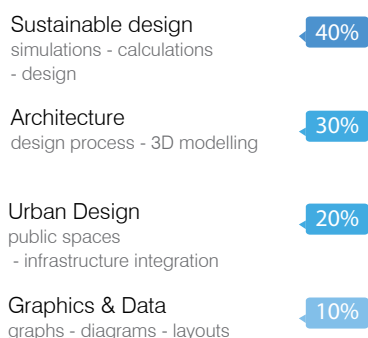 Sustainable design
40%
simulations - calculations
- design
Architecture
30%
design process - 3D modelling
Urban Design
20%
public spaces
- infrastructure integration
Graphics & Data
10%
graphs - diagrams - layouts